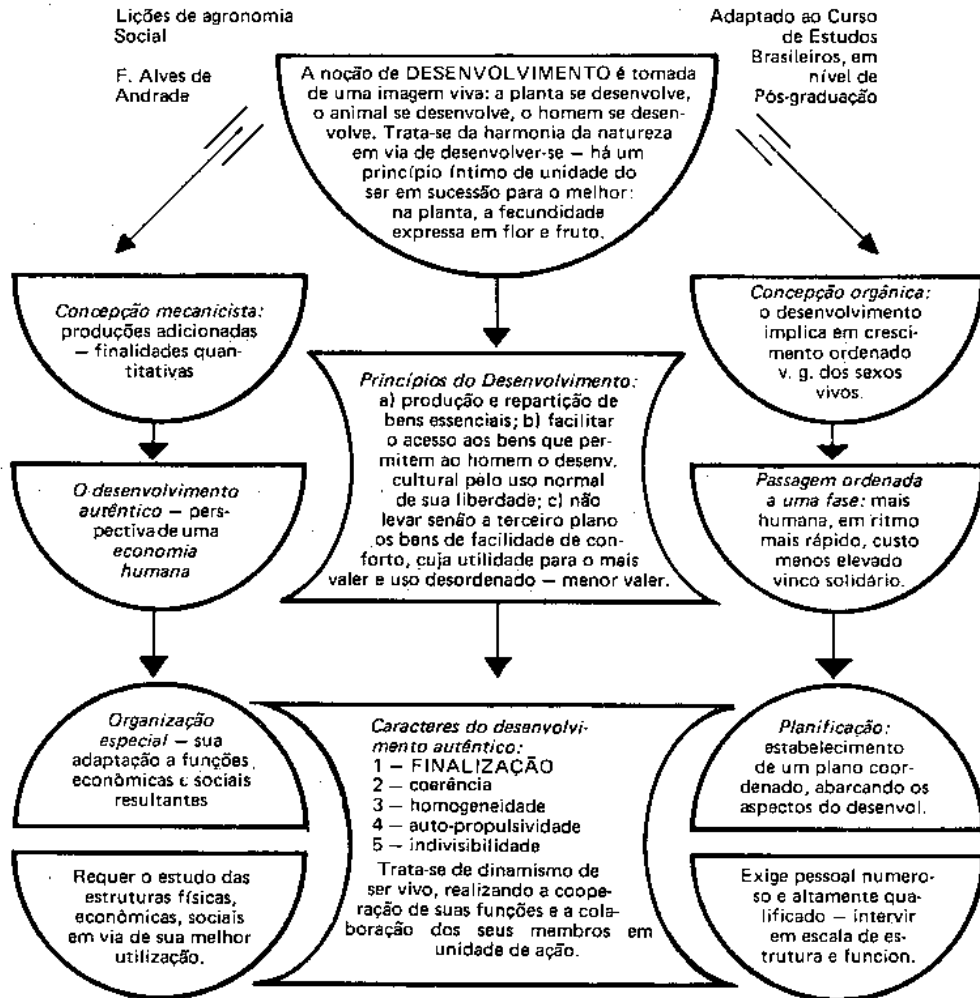 Lições de agronomia
Social
F. Alves de
Andrade
Adaptado ao Curso
de Estudos
Brasileiros, em
nível de
Pós-graduação
A noção de DESENVOLVIMENTO é tomada
de uma imagem viva: a planta se desenvolve,
o animal se desenvolve, o homem se desen-
volve. Trata-se da harmonia da natureza
em via de desenvolver-se — há um
princípio íntimo de unidade do
ser em sucessão para o melhor:
na planta, a fecundidade
expressa em flor e fruto.
Concepção mecanicista:
produções adicionadas
— finalidades quan-
titativas
Concepção orgânica:
o desenvolvimento
implica em cresci-
mento ordenado
v. g. dos sexos
vivos.
Princípios do Desenvolvimento:
a) produção e repartição de
bens essenciais; b) facilitar
o acesso aos bens que per-
mitem ao homem o desenv.
cultural pelo uso normal
de sua liberdade; c) não
levar senão a terceiro plano
os bens de facilidade de con-
forto, cuja utilidade para o mais
valer e uso desordenado — menor valer.
O desenvolvimento
autêntico — pers-
pectiva de uma
economia
humana
Passagem ordenada
a uma fase: mais
humana, em ritmo
mais rápido, custo
menos elevado
vinco solidário.
Organização
especial — sua
adaptação a funções
econômicas e sociais
resultantes
Requer o estudo das
estruturas físicas,
econômicas, sociais
em via de sua melhor
utilização.
Caracteres do desenvolvi-
mento autêntico:
1 — FINALIZAÇÃO
2 — coerência
3 — homogeneidade
4 — auto-propulsividade
5 — indivisibilidade
Trata-se de dinamismo de
ser vivo, realizando a coope-
ração de suas funções e a cola-
boração dos seus membros em
unidade de ação.
Planificação:
estabelecimento
de um plano coor-
denado, abarcando os
aspectos do desenvol.
Exige pessoal numero-
so e altamente qua-
lificado — intervir
em escala de es-
trutura e funcion.